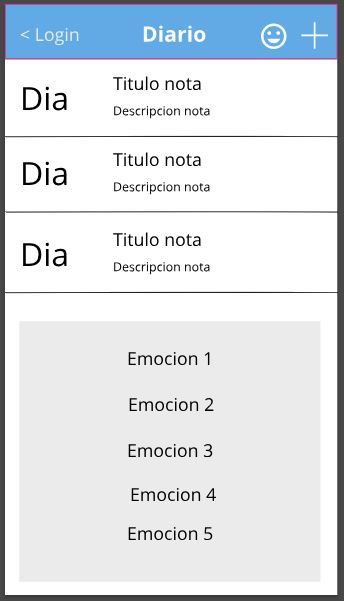 < Login
Diario
Dia
Titulo nota
Descripcion nota
Dia
Titulo nota
Descripcion nota
Dia
Titulo nota
Descripcion nota
Emocion 1
Emocion 2
Emocion 3
Emocion 4
Emocion 5